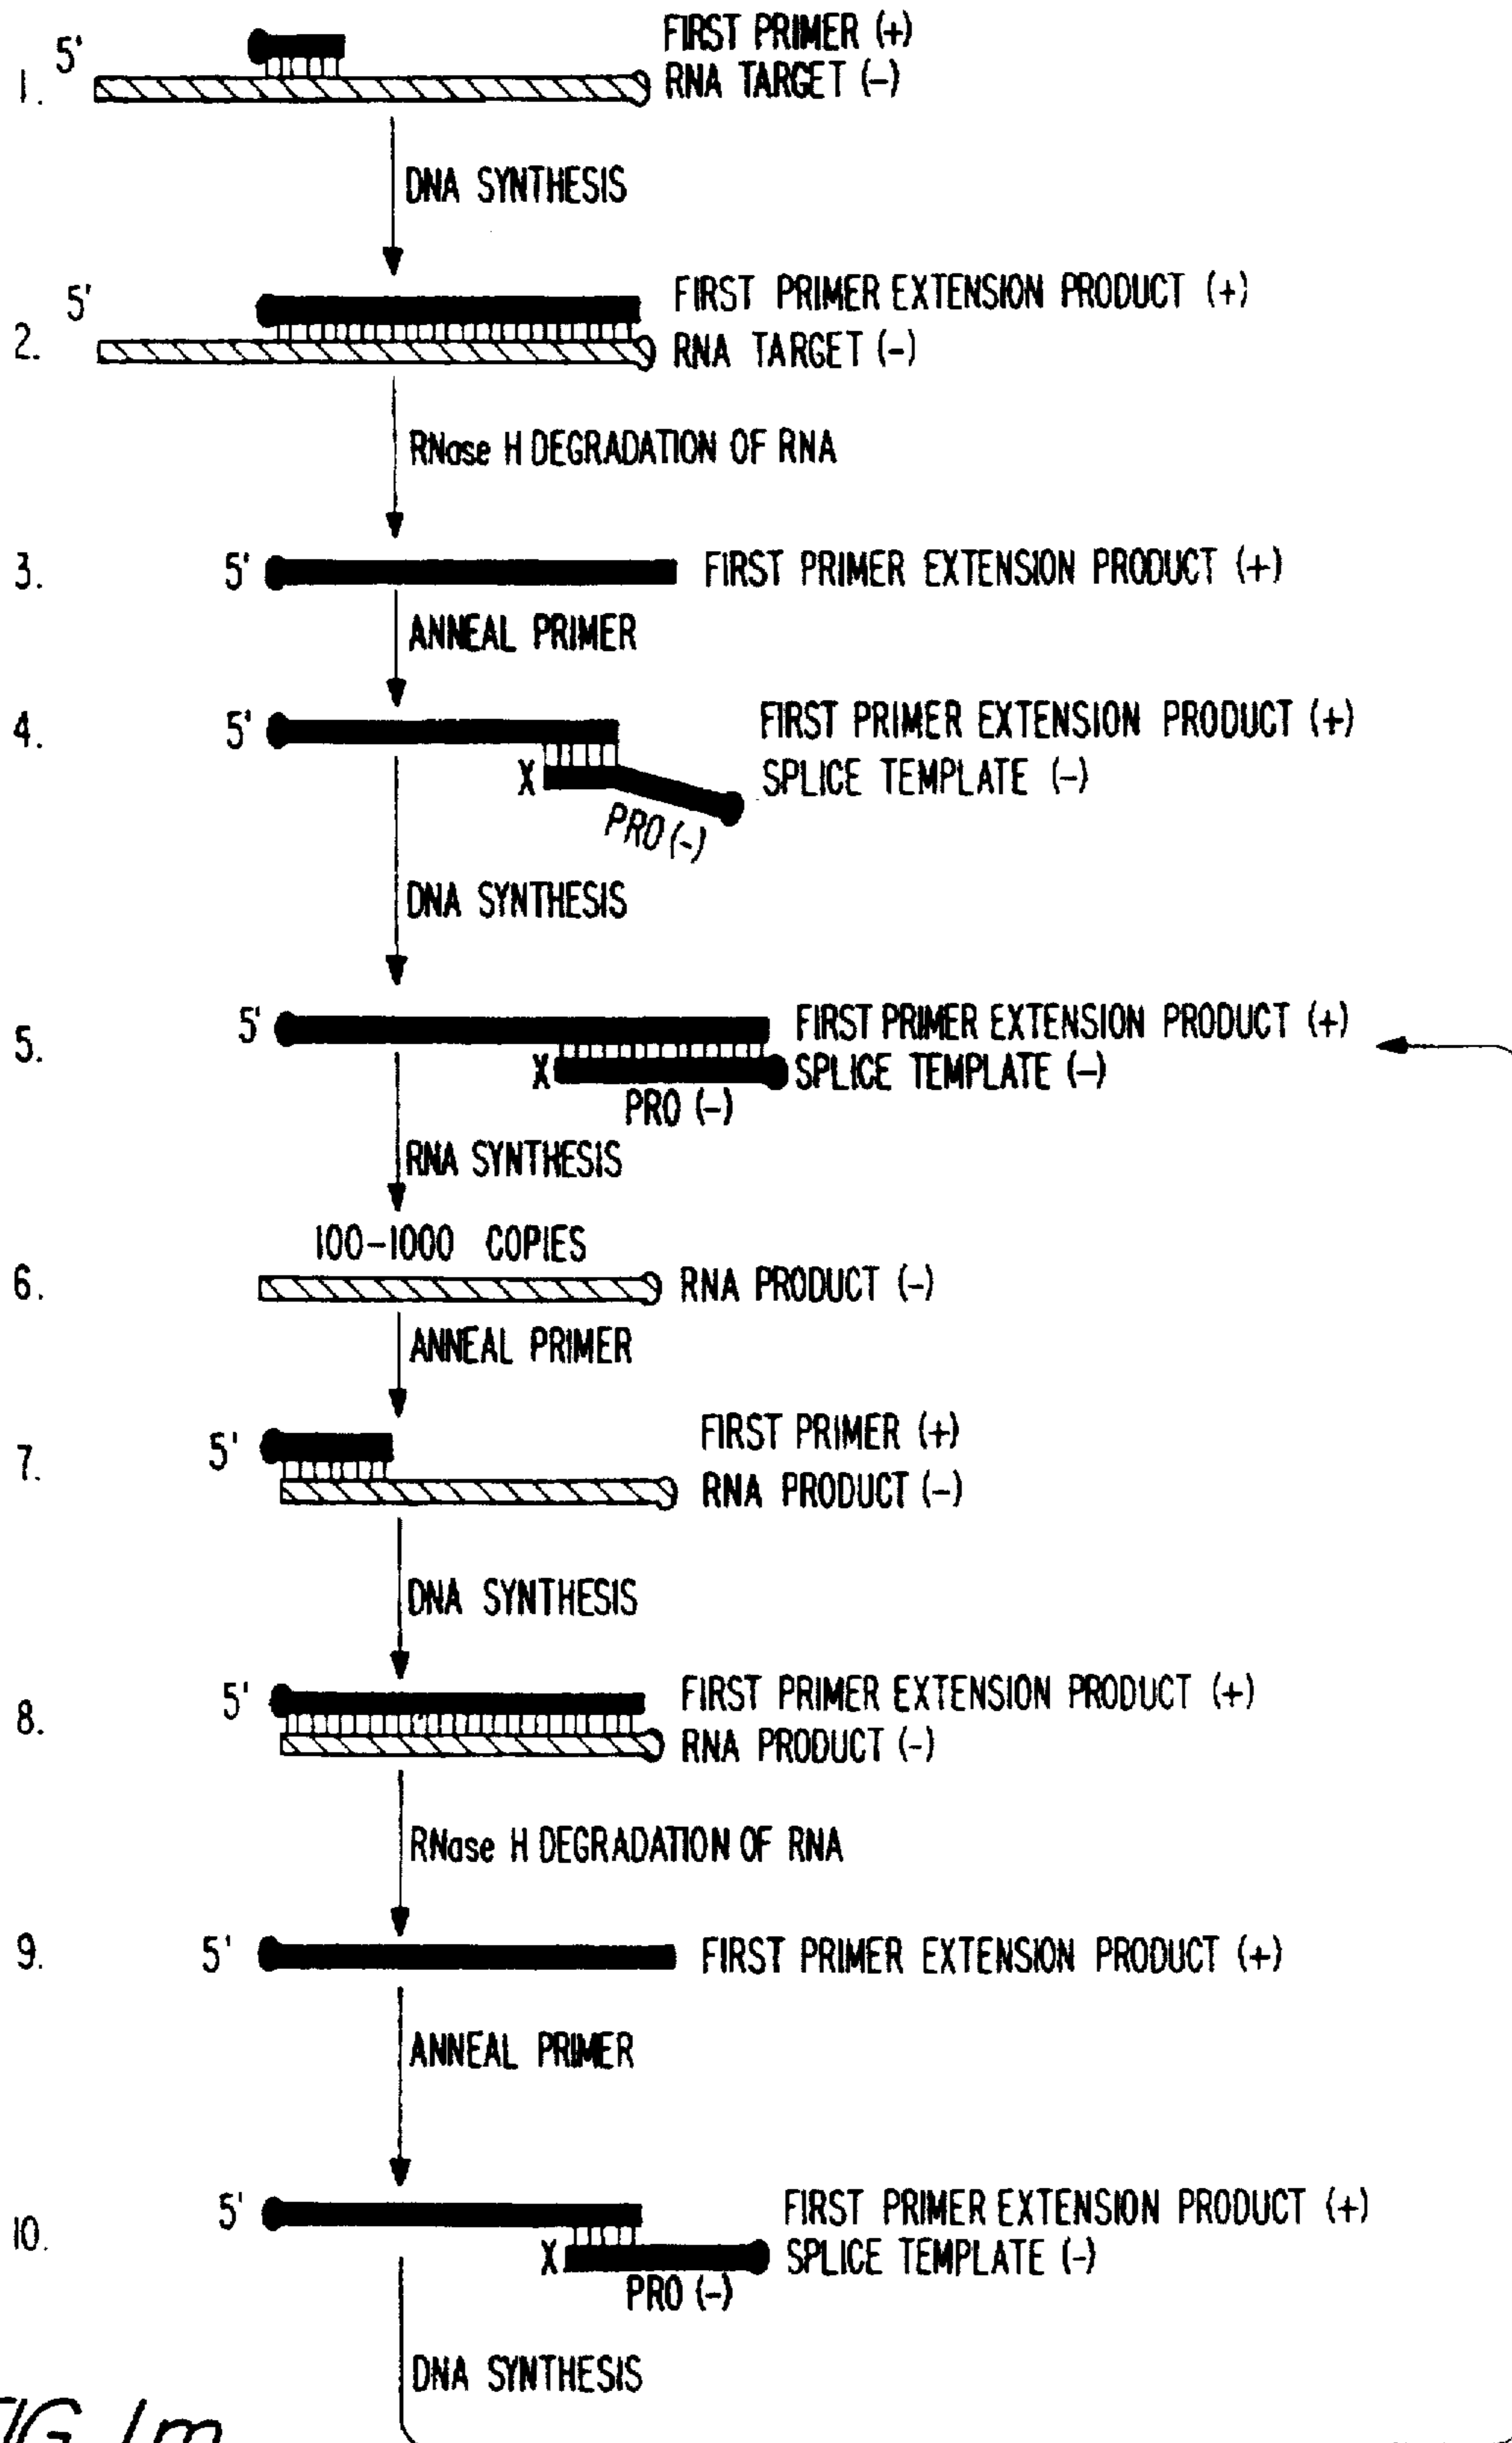 5' FIRST PRIMER (+)
1. RNA TARGET (-)
DNA SYNTHESIS
5' FIRST PRIMER EXTENSION PRODUCT (+)
2. RNA TARGET (-)
RNase H DEGRADATION OF RNA
3. 5' FIRST PRIMER EXTENSION PRODUCT (+)
ANNEAL PRIMER
4. 5' FIRST PRIMER EXTENSION PRODUCT (+)
X SPLICE TEMPLATE (-)
PRO (-)
DNA SYNTHESIS
5. 5' FIRST PRIMER EXTENSION PRODUCT (+)
X SPLICE TEMPLATE (-)
PRO (-)
RNA SYNTHESIS
100-1000 COPIES
6. RNA PRODUCT (-)
ANNEAL PRIMER
7. 5' FIRST PRIMER (+)
RNA PRODUCT (-)
DNA SYNTHESIS
8. 5' FIRST PRIMER EXTENSION PRODUCT (+)
RNA PRODUCT (-)
RNase H DEGRADATION OF RNA
9. 5' FIRST PRIMER EXTENSION PRODUCT (+)
ANNEAL PRIMER
10. 5' FIRST PRIMER EXTENSION PRODUCT (+)
X SPLICE TEMPLATE (-)
PRO (-)
DNA SYNTHESIS